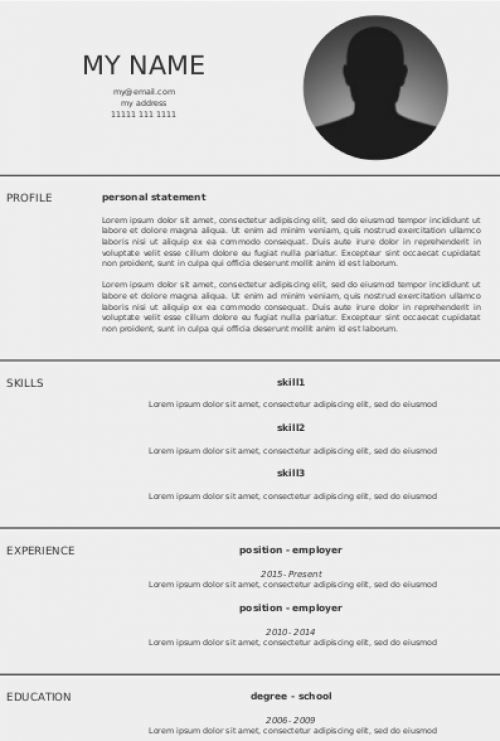 MY NAME
my@email.com
my address
11111 111 1111
PROFILE
personal statement
Lorem ipsum dolor sit amet, consectetur adipiscing elit, sed do eiusmod tempor incididunt ut
labore et dolore magna aliqua. Ut enim ad minim veniam, quis nostrud exercitation ullamco
laboris nisi ut aliquip ex ea commodo consequat. Duis aute irure dolor in reprehenderit in
voluptate velit esse cillum dolore eu fugiat nulla pariatur. Excepteur sint occaecat cupidatat
non proident, sunt in culpa qui officia deserunt mollit anim id est laborum.
Lorem ipsum dolor sit amet, consectetur adipiscing elit, sed do eiusmod tempor incididunt ut
labore et dolore magna aliqua. Ut enim ad minim veniam, quis nostrud exercitation ullamco
laboris nisi ut aliquip ex ea commodo consequat. Duis aute irure dolor in reprehenderit in
voluptate velit esse cillum dolore eu fugiat nulla pariatur. Excepteur sint occaecat cupidatat
non proident, sunt in culpa qui officia deserunt mollit anim id est laborum.
SKILLS
skill1
Lorem ipsum dolor sit amet, consectetur adipiscing elit, sed do eiusmod
skill2
Lorem ipsum dolor sit amet, consectetur adipiscing elit, sed do eiusmod
skill3
Lorem ipsum dolor sit amet, consectetur adipiscing elit, sed do eiusmod
EXPERIENCE
position - employer
2015- Present
Lorem ipsum dolor sit amet, consectetur adipiscing elit, sed do eiusmod
position - employer
2010- 2014
Lorem ipsum dolor sit amet, consectetur adipiscing elit, sed do eiusmod
EDUCATION
degree - school
2006- 2009
Lorem ipsum dolor sit amet, consectetur adipiscing elit, sed do eiusmod